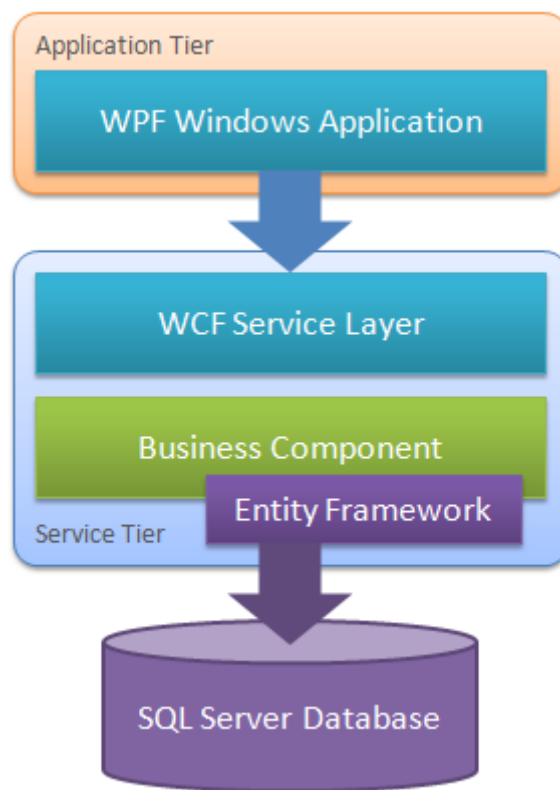 Application Tier
WPF Windows Application
WCF Service Layer
Business Component
Entity Framework
Service Tier
SQL Server Database